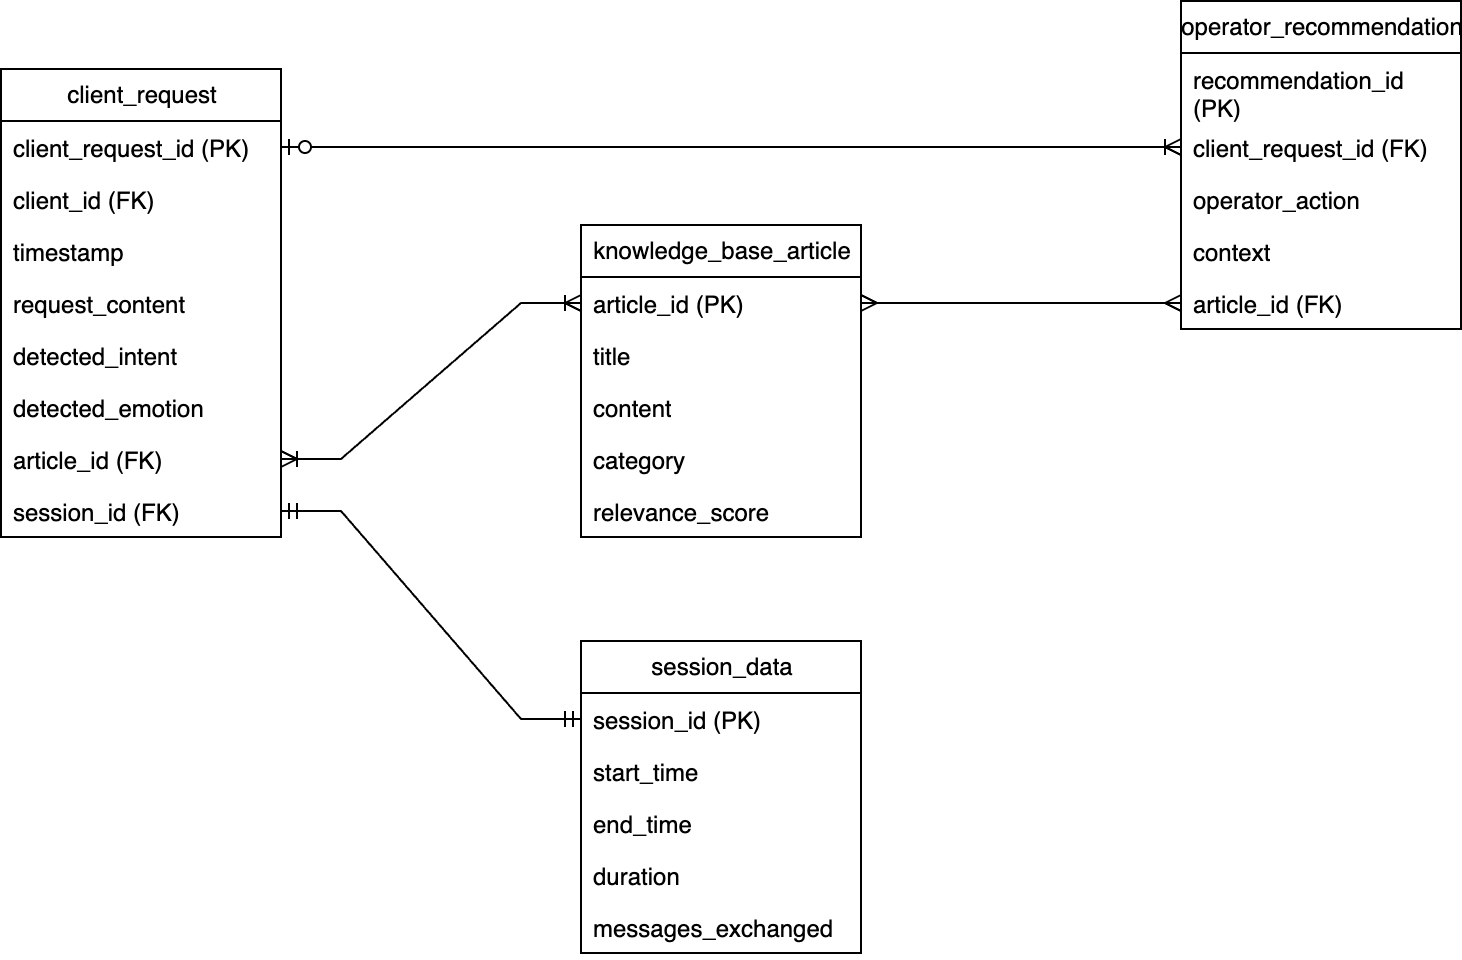 client_request
client_request_id (PK)
client_id (FK)
timestamp
request_content
detected_intent
detected_emotion
article_id (FK)
session_id (FK)
knowledge_base_article
article_id (PK)
title
content
category
relevance_score
session_data
session_id (PK)
start_time
end_time
duration
messages_exchanged
operator_recommendation
recommendation_id
(PK)
client_request_id (FK)
operator_action
context
article_id (FK)